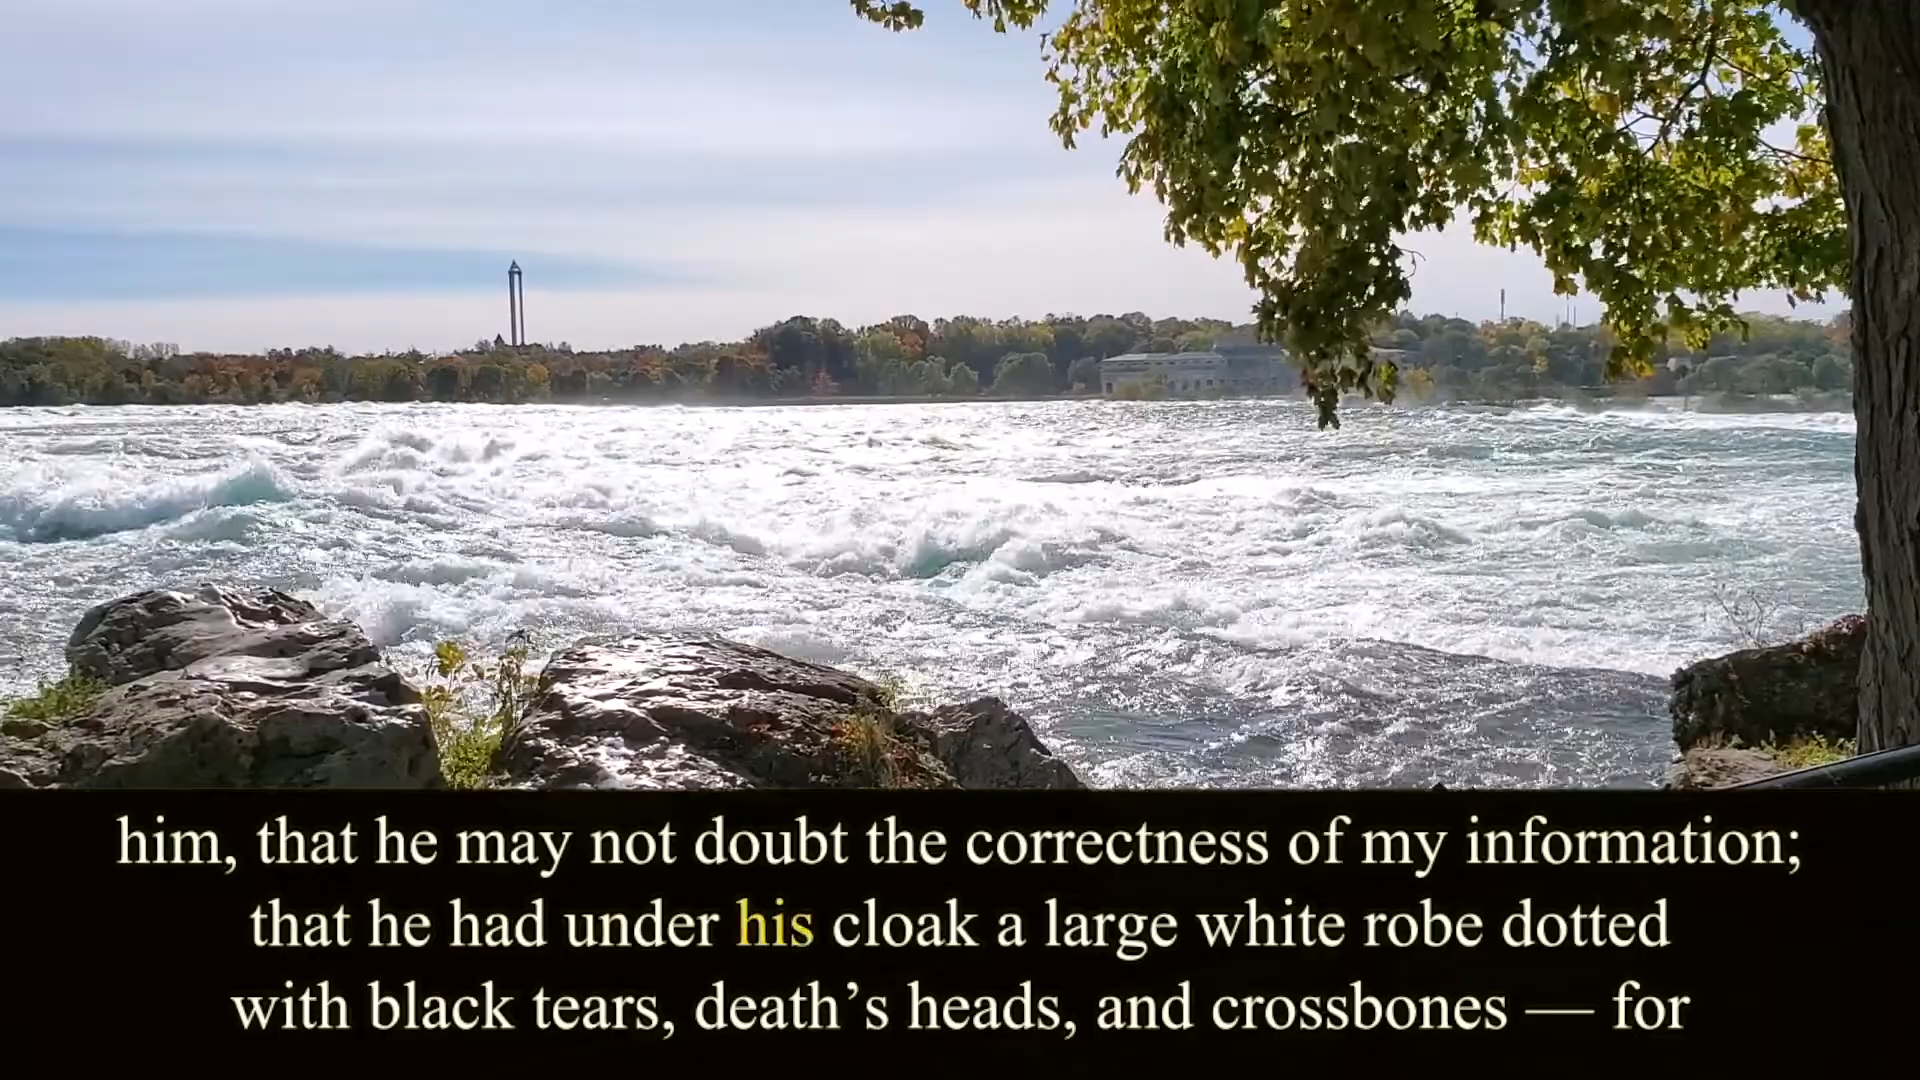 him, that he may not doubt the correctness of my information;
that he had under his cloak a large white robe dotted
with black tears, death’s heads, and crossbones — for